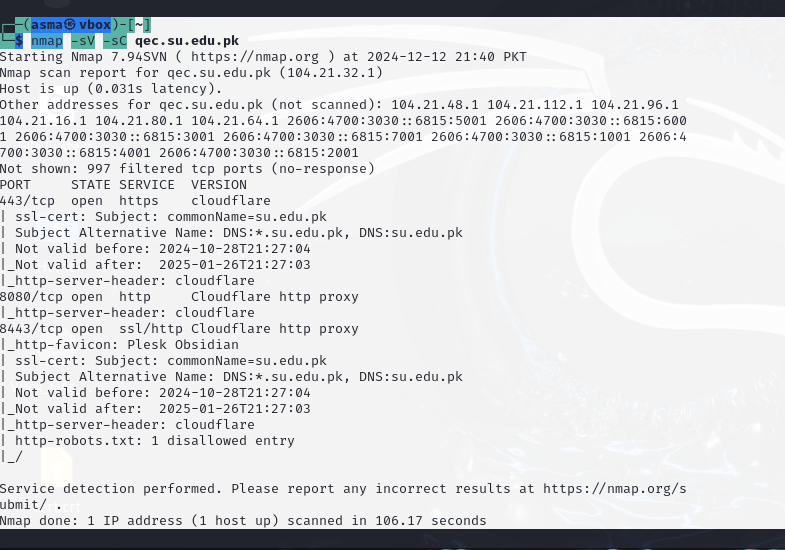 ┌──(asma㉿vbox)-[~]
└─$ nmap -sV -sC qec.su.edu.pk
Starting Nmap 7.94SVN ( https://nmap.org ) at 2024-12-12 21:40 PKT
Nmap scan report for qec.su.edu.pk (104.21.32.1)
Host is up (0.031s latency).
Other addresses for qec.su.edu.pk (not scanned): 104.21.48.1 104.21.112.1 104.21.96.1
104.21.16.1 104.21.80.1 104.21.64.1 2606:4700:3030::6815:5001 2606:4700:3030::6815:600
1 2606:4700:3030::6815:3001 2606:4700:3030::6815:7001 2606:4700:3030::6815:1001 2606:4
700:3030::6815:4001 2606:4700:3030::6815:2001
Not shown: 997 filtered tcp ports (no-response)
PORT     STATE SERVICE  VERSION
443/tcp  open  https    cloudflare
| ssl-cert: Subject: commonName=su.edu.pk
| Subject Alternative Name: DNS:*.su.edu.pk, DNS:su.edu.pk
| Not valid before: 2024-10-28T21:27:04
|_Not valid after:  2025-01-26T21:27:03
|_http-server-header: cloudflare
8080/tcp open  http     Cloudflare http proxy
|_http-server-header: cloudflare
8443/tcp open  ssl/http Cloudflare http proxy
|_http-favicon: Plesk Obsidian
| ssl-cert: Subject: commonName=su.edu.pk
| Subject Alternative Name: DNS:*.su.edu.pk, DNS:su.edu.pk
| Not valid before: 2024-10-28T21:27:04
|_Not valid after:  2025-01-26T21:27:03
|_http-server-header: cloudflare
| http-robots.txt: 1 disallowed entry
|_/
Service detection performed. Please report any incorrect results at https://nmap.org/s
ubmit/ .
Nmap done: 1 IP address (1 host up) scanned in 106.17 seconds